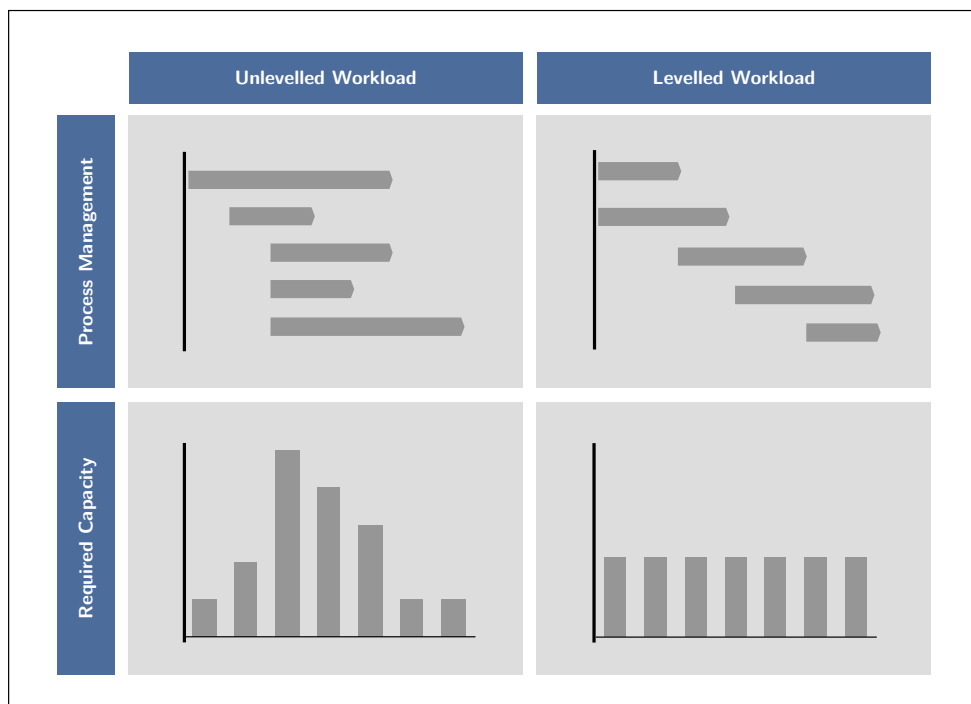 Unlevelled Workload
Levelled Workload
Process Management
Required Capacity